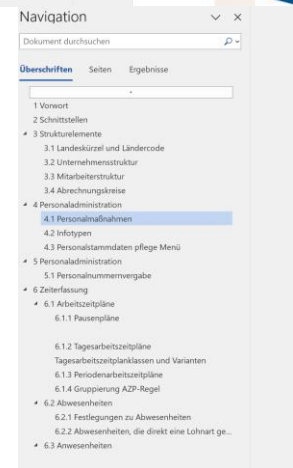 Navigation
Dokument durchsuchen
Überschriften Seiten Ergebnisse
1 Vorwort
2 Schnittstellen
3 Strukturelemente
3.1 Landeskürzel und Ländercode
3.2 Unternehmensstruktur
3.3 Mitarbeiterstruktur
3.4 Abrechnungskreise
4 Personaladministration
4.1 Personalmaßnahmen
4.2 Infotypen
4.3 Personalstammdaten pflege Menü
5 Personaladministration
5.1 Personalnummernvergabe
6 Zeiterfassung
6.1 Arbeitszeitpläne
6.1.1 Pausenpläne
6.1.2 Tagesarbeitszeitpläne
Tagesarbeitszeitplanklassen und Varianten
6.1.3 Periodenarbeitszeitpläne
6.1.4 Gruppierung AZP-Regel
6.2 Abwesenheiten
6.2.1 Festlegungen zu Abwesenheiten
6.2.2 Abwesenheiten, die direkt eine Lohnart ge...
6.3 Anwesenheiten